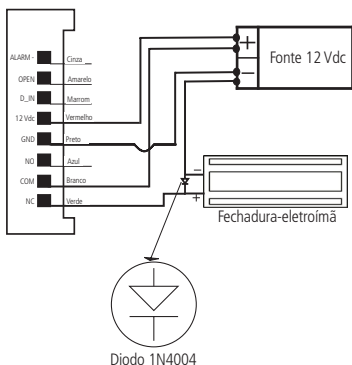 ALARM - Cinza
OPEN Amarelo
D_IN Marrom
12 Vdc Vermelho
GND Preto
NO Azul
COM Branco
NC Verde
+ Fonte 12 Vdc
–
–
+
Fechadura-eletroímã
Diodo 1N4004